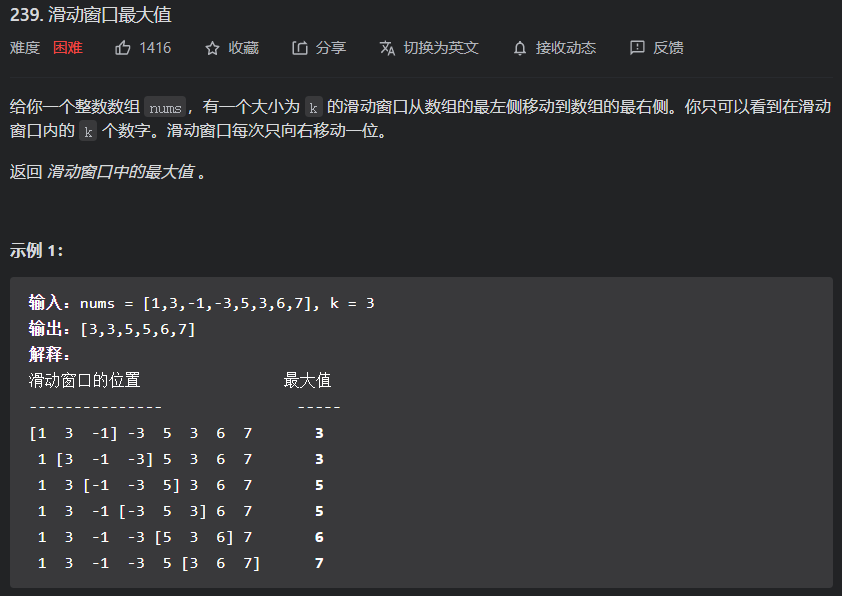 239. 滑动窗口最大值
难度 困难 1416 收藏 分享 切换为英文 接收动态 反馈
给你一个整数数组 nums，有一个大小为 k 的滑动窗口从数组的最左侧移动到数组的最右侧。你只可以看到在滑动
窗口内的 k 个数字。滑动窗口每次只向右移动一位。
返回 滑动窗口中的最大值 。
示例 1：
输入：nums = [1,3,-1,-3,5,3,6,7], k = 3
输出：[3,3,5,5,6,7]
解释：
滑动窗口的位置                最大值
---------------               -----
[1  3  -1] -3  5  3  6  7       3
 1 [3  -1  -3] 5  3  6  7       3
 1  3 [-1  -3  5] 3  6  7       5
 1  3  -1 [-3  5  3] 6  7       5
 1  3  -1  -3 [5  3  6] 7       6
 1  3  -1  -3  5 [3  6  7]      7